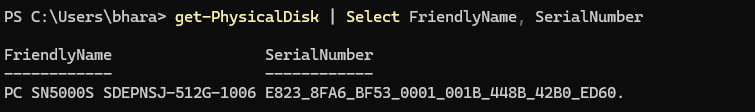 PS C:\Users\bhara> get-PhysicalDisk | Select FriendlyName, SerialNumber
FriendlyName SerialNumber
------------ ------------
PC SN5000S SDEPNSJ-512G-1006 E823_8FA6_BF53_0001_001B_448B_42B0_ED60.